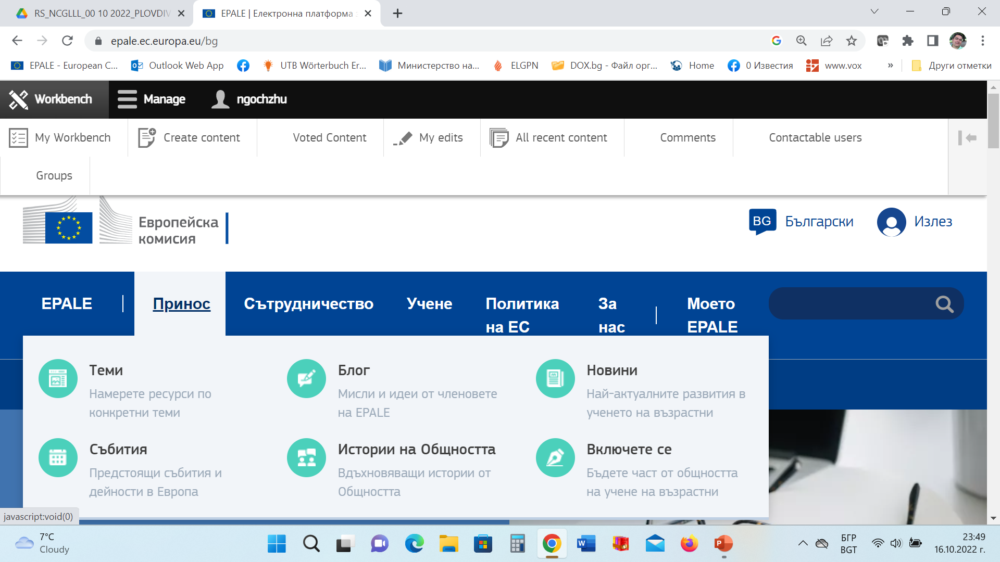 RS_NCGLLL_00 10 2022_PLOVDIV
EPALE | Електронна платформа з
epale.ec.europa.eu/bg
EPALE - European C...
Outlook Web App
UTB Wörterbuch Er...
Министерство на...
ELGPN
DOX.bg - Файл орг...
Home
0 Известия
www.vox
»
Други отметки
Workbench
Manage
ngochzhu
My Workbench
Create content
Voted Content
My edits
All recent content
Comments
Contactable users
Groups
Европейска
комисия
BG
Български
Излез
EPALE
Принос
Сътрудничество
Учене
Политика
на ЕС
За
нас
Моето
EPALE
Теми
Намерете ресурси по
конкретни теми
Блог
Мисли и идеи от членовете
на EPALE
Новини
Най-актуалните развития в
ученето на възрастни
Събития
Предстоящи събития и
дейности в Европа
Истории на Общността
Вдъхновяващи истории от
Общността
Включете се
Бъдете част от общността
на учене на възрастни
javascript:void(0)
7°C
Cloudy
БГР
BGT
23:49
16.10.2022 г.